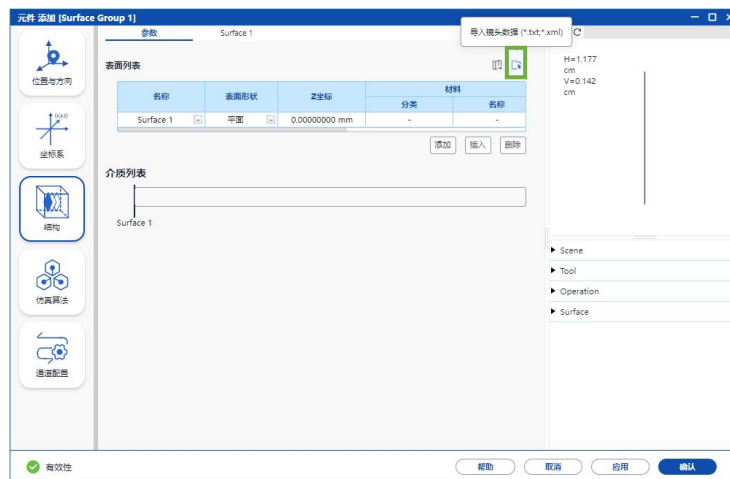 元件 添加 [Surface Group 1]
参数
Surface 1
导入镜头数据 (*.txt;*.xml)
位置与方向
坐标系
结构
仿真算法
通道配置
表面列表
名称
表面形状
Z坐标
材料
分类
名称
Surface 1
平面
0.00000000 mm
-
-
添加
插入
删除
介质列表
Surface 1
H=1.177
cm
V=0.142
cm
Scene
Tool
Operation
Surface
有效性
帮助
取消
应用
确认